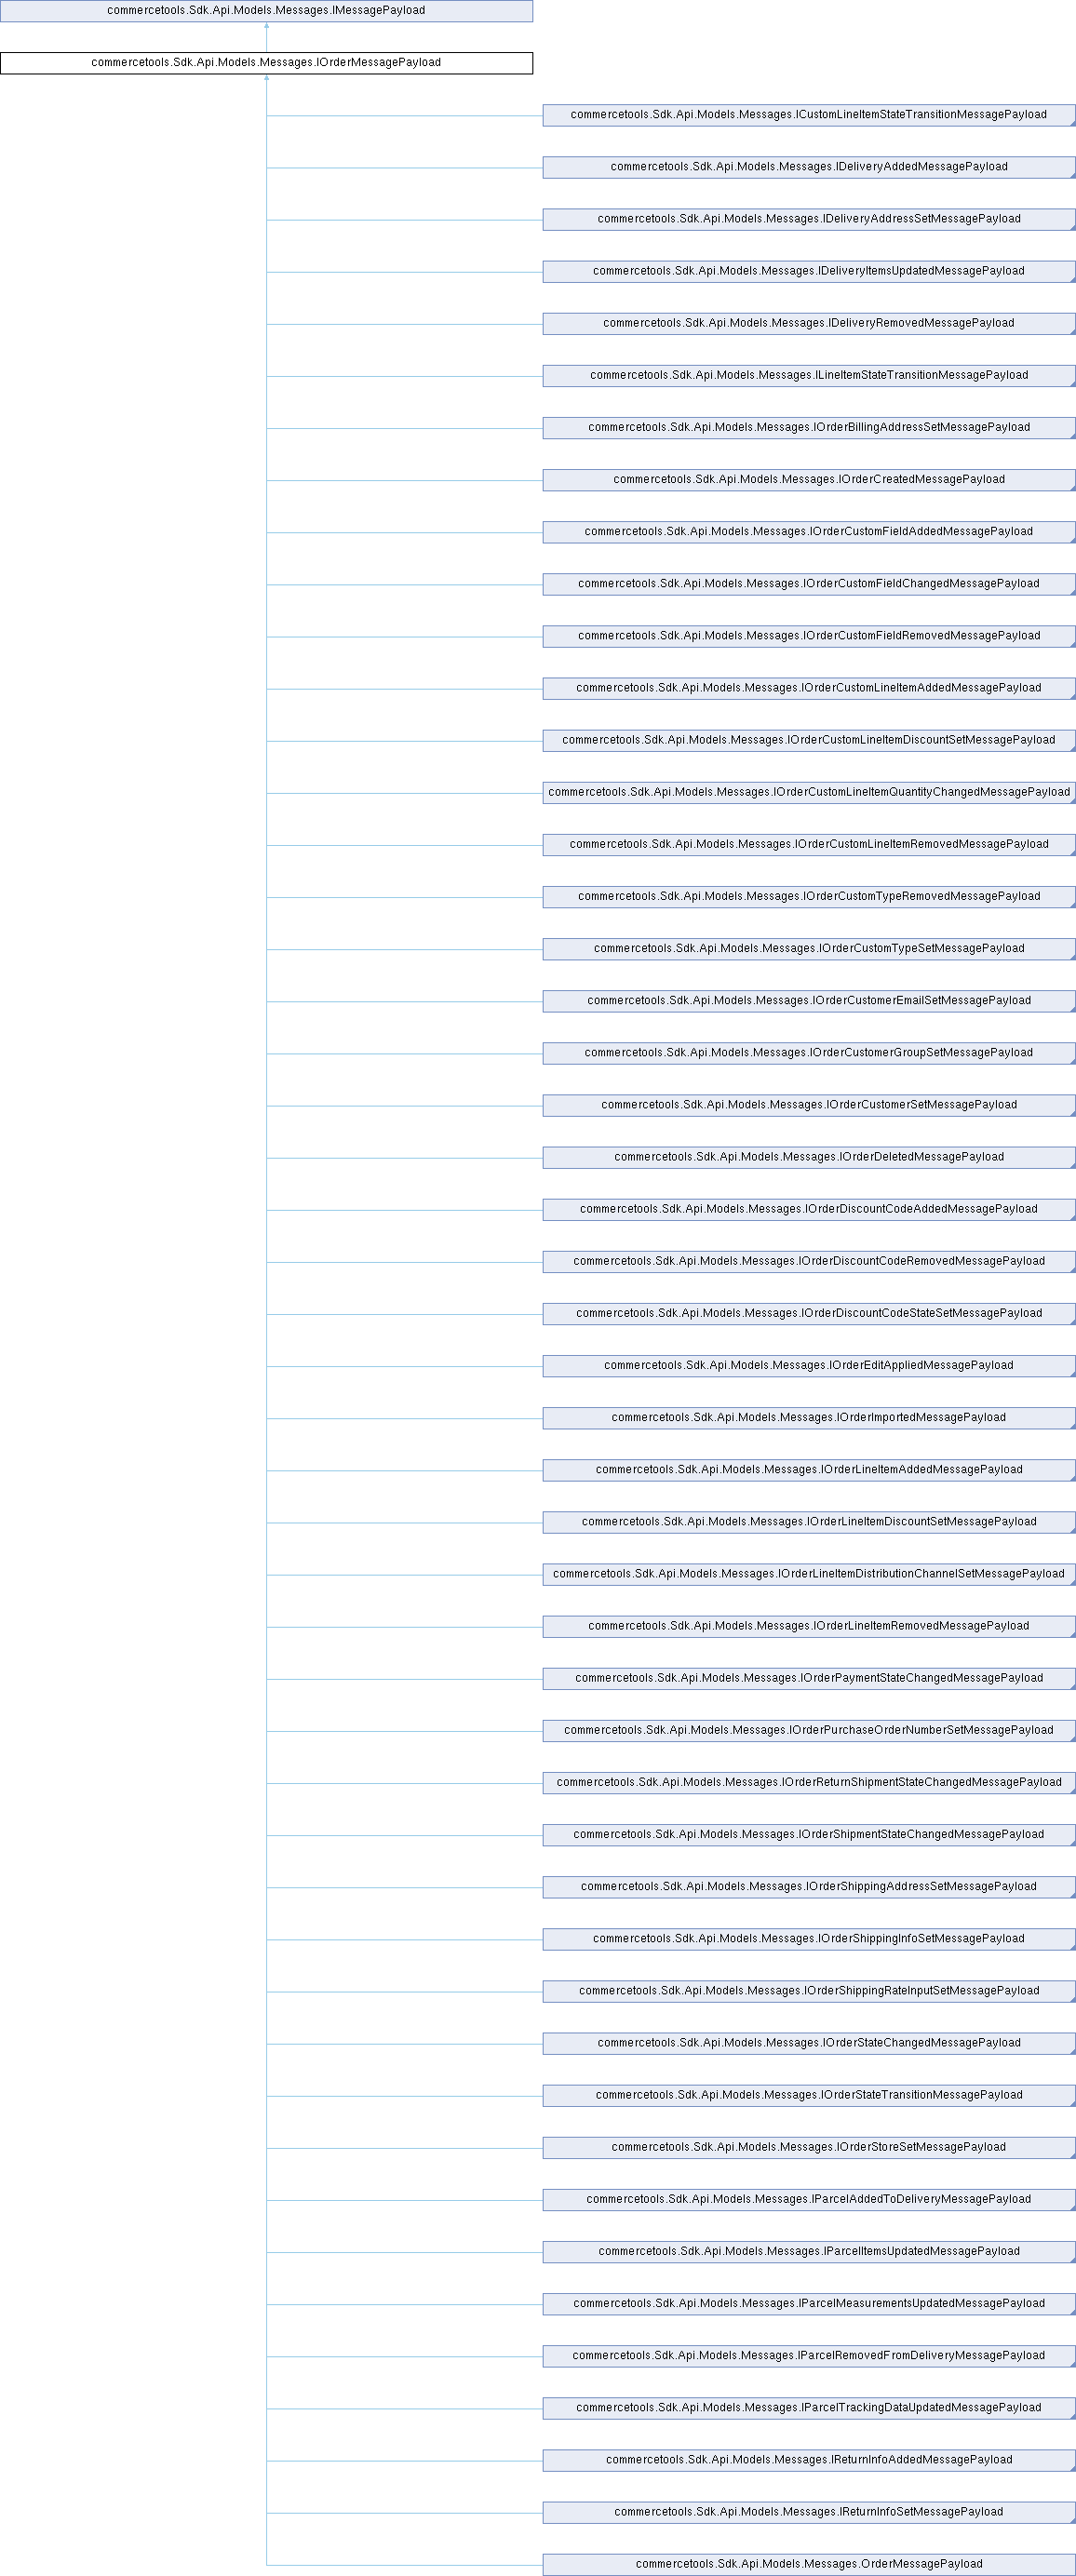 commercetools.Sdk.Api.Models.Messages.IMessagePayload
commercetools.Sdk.Api.Models.Messages.IOrderMessagePayload
commercetools.Sdk.Api.Models.Messages.ICustomLineItemStateTransitionMessagePayload
commercetools.Sdk.Api.Models.Messages.IDeliveryAddedMessagePayload
commercetools.Sdk.Api.Models.Messages.IDeliveryAddressSetMessagePayload
commercetools.Sdk.Api.Models.Messages.IDeliveryItemsUpdatedMessagePayload
commercetools.Sdk.Api.Models.Messages.IDeliveryRemovedMessagePayload
commercetools.Sdk.Api.Models.Messages.ILineItemStateTransitionMessagePayload
commercetools.Sdk.Api.Models.Messages.IOrderBillingAddressSetMessagePayload
commercetools.Sdk.Api.Models.Messages.IOrderCreatedMessagePayload
commercetools.Sdk.Api.Models.Messages.IOrderCustomFieldAddedMessagePayload
commercetools.Sdk.Api.Models.Messages.IOrderCustomFieldChangedMessagePayload
commercetools.Sdk.Api.Models.Messages.IOrderCustomFieldRemovedMessagePayload
commercetools.Sdk.Api.Models.Messages.IOrderCustomLineItemAddedMessagePayload
commercetools.Sdk.Api.Models.Messages.IOrderCustomLineItemDiscountSetMessagePayload
commercetools.Sdk.Api.Models.Messages.IOrderCustomLineItemQuantityChangedMessagePayload
commercetools.Sdk.Api.Models.Messages.IOrderCustomLineItemRemovedMessagePayload
commercetools.Sdk.Api.Models.Messages.IOrderCustomTypeRemovedMessagePayload
commercetools.Sdk.Api.Models.Messages.IOrderCustomTypeSetMessagePayload
commercetools.Sdk.Api.Models.Messages.IOrderCustomerEmailSetMessagePayload
commercetools.Sdk.Api.Models.Messages.IOrderCustomerGroupSetMessagePayload
commercetools.Sdk.Api.Models.Messages.IOrderCustomerSetMessagePayload
commercetools.Sdk.Api.Models.Messages.IOrderDeletedMessagePayload
commercetools.Sdk.Api.Models.Messages.IOrderDiscountCodeAddedMessagePayload
commercetools.Sdk.Api.Models.Messages.IOrderDiscountCodeRemovedMessagePayload
commercetools.Sdk.Api.Models.Messages.IOrderDiscountCodeStateSetMessagePayload
commercetools.Sdk.Api.Models.Messages.IOrderEditAppliedMessagePayload
commercetools.Sdk.Api.Models.Messages.IOrderImportedMessagePayload
commercetools.Sdk.Api.Models.Messages.IOrderLineItemAddedMessagePayload
commercetools.Sdk.Api.Models.Messages.IOrderLineItemDiscountSetMessagePayload
commercetools.Sdk.Api.Models.Messages.IOrderLineItemDistributionChannelSetMessagePayload
commercetools.Sdk.Api.Models.Messages.IOrderLineItemRemovedMessagePayload
commercetools.Sdk.Api.Models.Messages.IOrderPaymentStateChangedMessagePayload
commercetools.Sdk.Api.Models.Messages.IOrderPurchaseOrderNumberSetMessagePayload
commercetools.Sdk.Api.Models.Messages.IOrderReturnShipmentStateChangedMessagePayload
commercetools.Sdk.Api.Models.Messages.IOrderShipmentStateChangedMessagePayload
commercetools.Sdk.Api.Models.Messages.IOrderShippingAddressSetMessagePayload
commercetools.Sdk.Api.Models.Messages.IOrderShippingInfoSetMessagePayload
commercetools.Sdk.Api.Models.Messages.IOrderShippingRateInputSetMessagePayload
commercetools.Sdk.Api.Models.Messages.IOrderStateChangedMessagePayload
commercetools.Sdk.Api.Models.Messages.IOrderStateTransitionMessagePayload
commercetools.Sdk.Api.Models.Messages.IOrderStoreSetMessagePayload
commercetools.Sdk.Api.Models.Messages.IParcelAddedToDeliveryMessagePayload
commercetools.Sdk.Api.Models.Messages.IParcelItemsUpdatedMessagePayload
commercetools.Sdk.Api.Models.Messages.IParcelMeasurementsUpdatedMessagePayload
commercetools.Sdk.Api.Models.Messages.IParcelRemovedFromDeliveryMessagePayload
commercetools.Sdk.Api.Models.Messages.IParcelTrackingDataUpdatedMessagePayload
commercetools.Sdk.Api.Models.Messages.IReturnInfoAddedMessagePayload
commercetools.Sdk.Api.Models.Messages.IReturnInfoSetMessagePayload
commercetools.Sdk.Api.Models.Messages.OrderMessagePayload